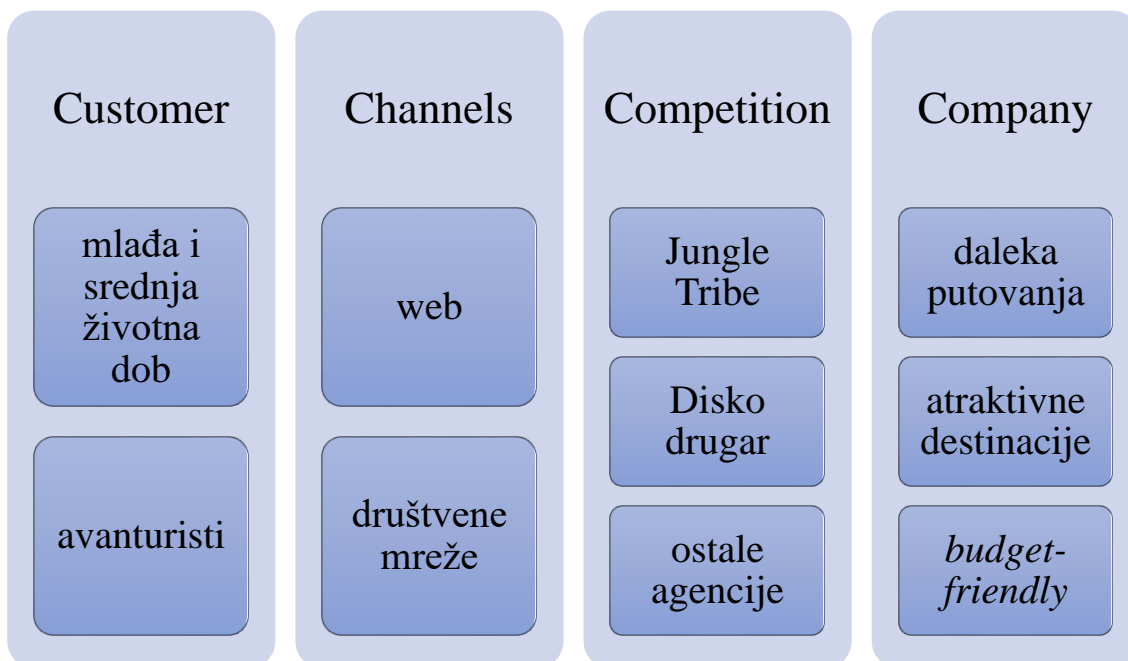 Customer
mlađa i
srednja
životna
dob
avanturisti
Channels
web
društvene
mreže
Competition
Jungle
Tribe
Disko
drugar
ostale
agencije
Company
daleka
putovanja
atraktivne
destinacije
budget-
friendly